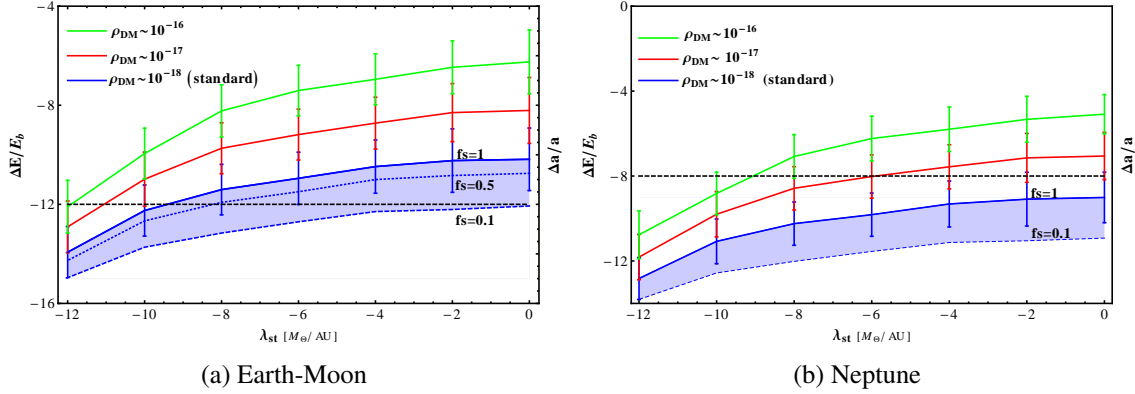 -4
ρDM~10⁻¹⁶
ρDM~10⁻¹⁷
ρDM~10⁻¹⁸ (standard)
-8
ΔE/Eb
Δa/a
fs=1
fs=0.5
-12
fs=0.1
-16
-12 -10 -8 -6 -4 -2 0
λst [MΘ/AU]
(a) Earth-Moon
0
ρDM~10⁻¹⁶
ρDM~ 10⁻¹⁷
ρDM~10⁻¹⁸ (standard)
-4
ΔE/Eb
Δa/a
-8
fs=1
fs=0.1
-12
-12 -10 -8 -6 -4 -2 0
λst [MΘ/AU]
(b) Neptune